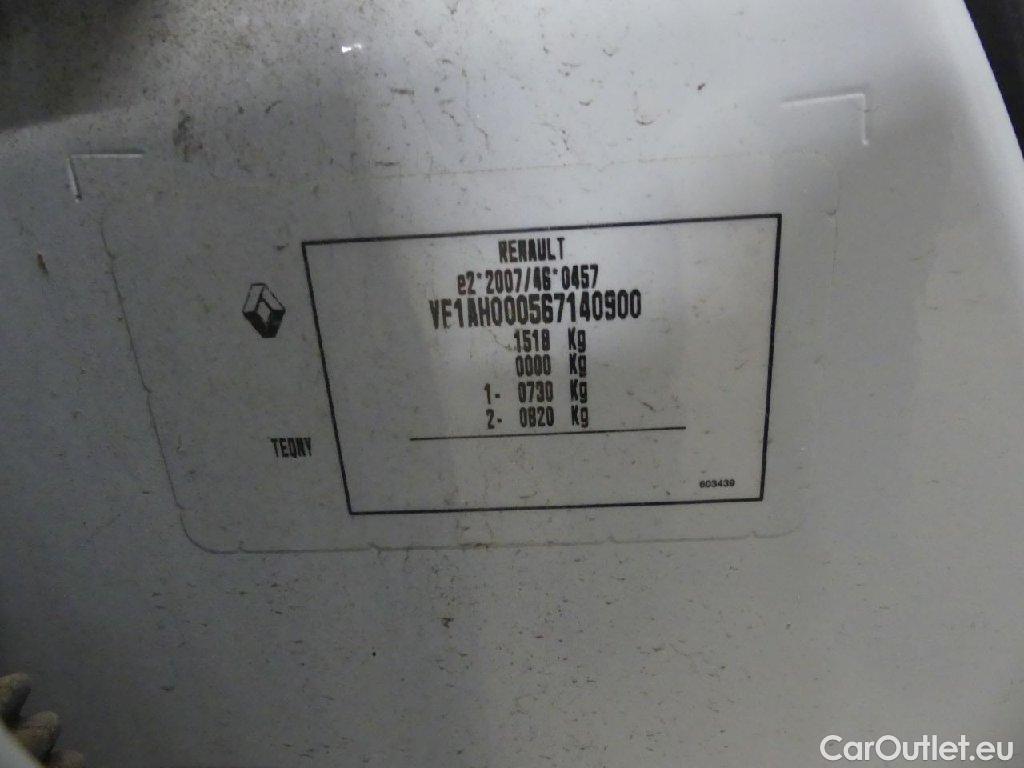 RENAULT
e2*2007/46*0457
VF1AH000567140900
1518 Kg
0000 Kg
1- 0730 Kg
2- 0820 Kg
TEQNY
603439
CarOutlet.eu